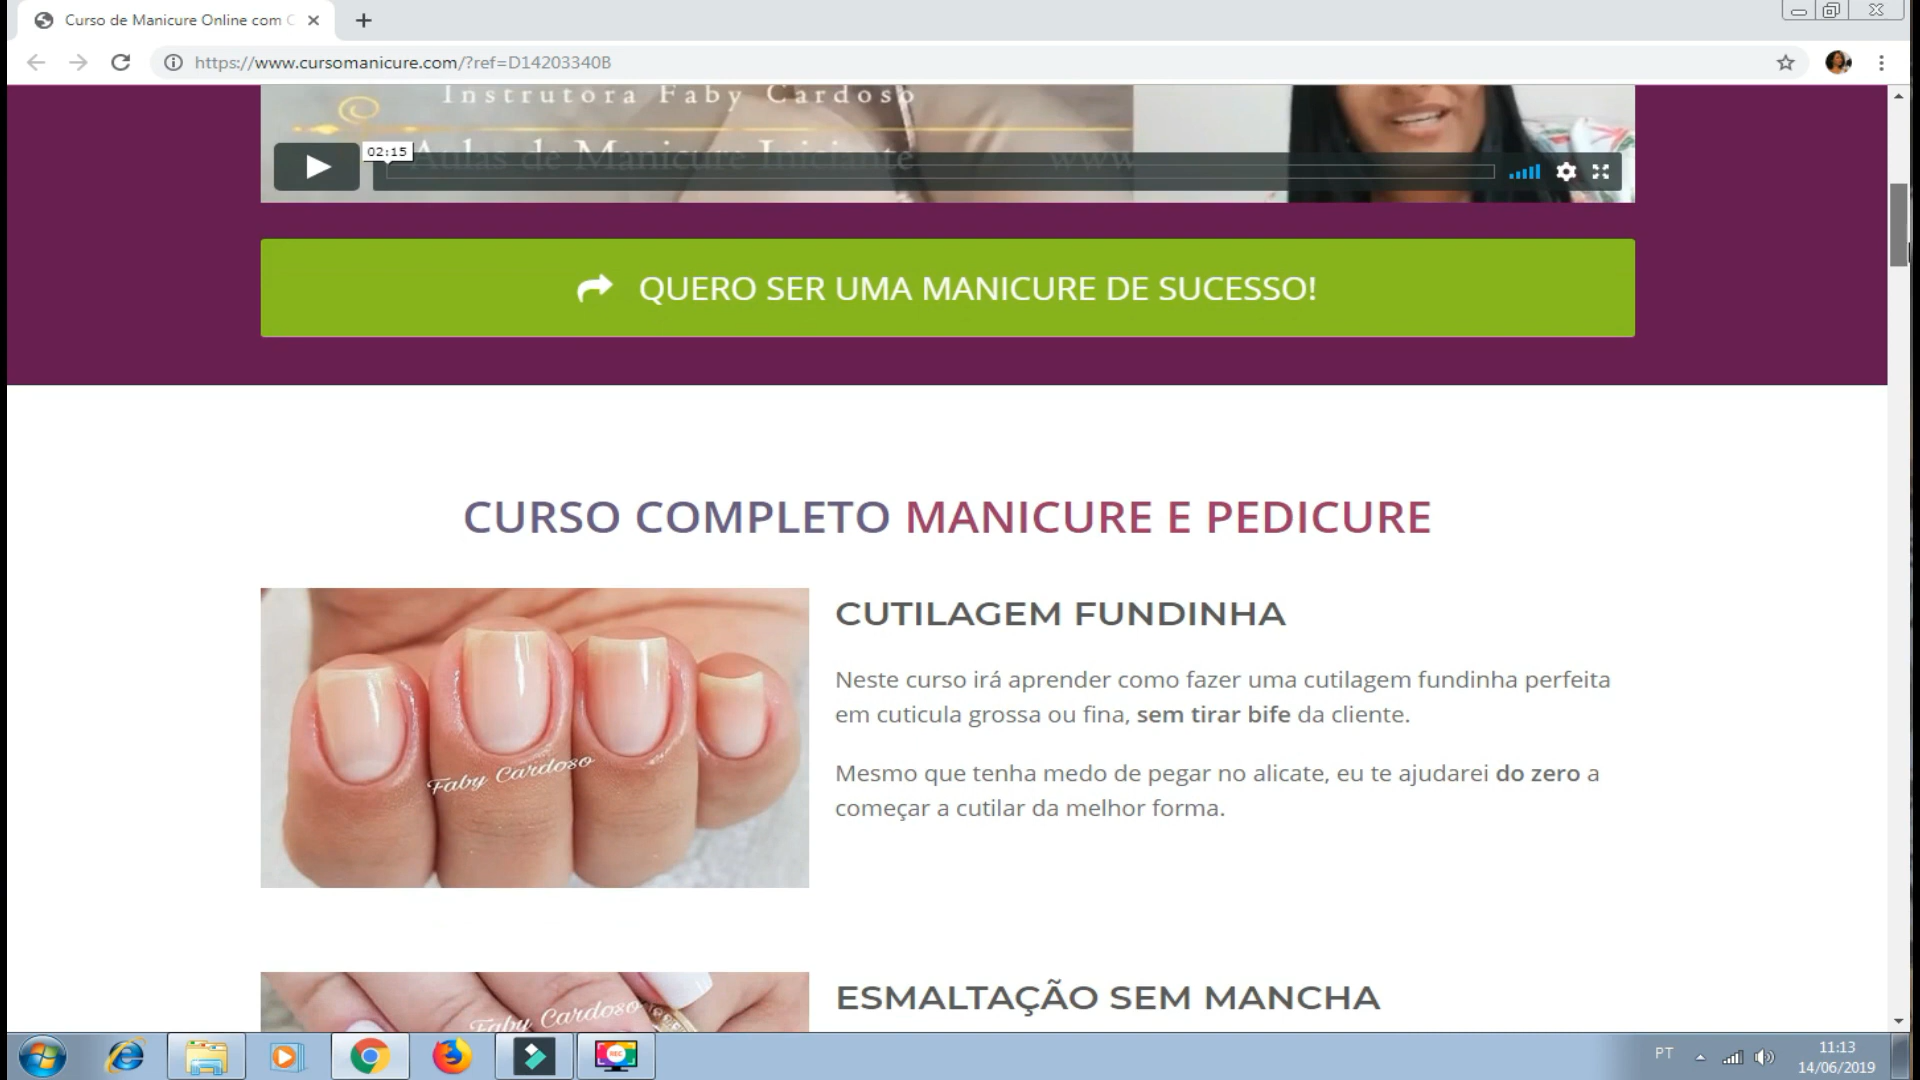 Curso de Manicure Online com C
https://www.cursomanicure.com/?ref=D14203340B
Instrutora Faby Cardoso
02:15
Aulas de Manicure Iniciante
www
QUERO SER UMA MANICURE DE SUCESSO!
CURSO COMPLETO MANICURE E PEDICURE
Faby Cardoso
CUTILAGEM FUNDINHA
Neste curso irá aprender como fazer uma cutilagem fundinha perfeita
em cuticula grossa ou fina, sem tirar bife da cliente.
Mesmo que tenha medo de pegar no alicate, eu te ajudarei do zero a
começar a cutilar da melhor forma.
Faby Cardoso
ESMALTAÇÃO SEM MANCHA
REC
PT
11:13
14/06/2019